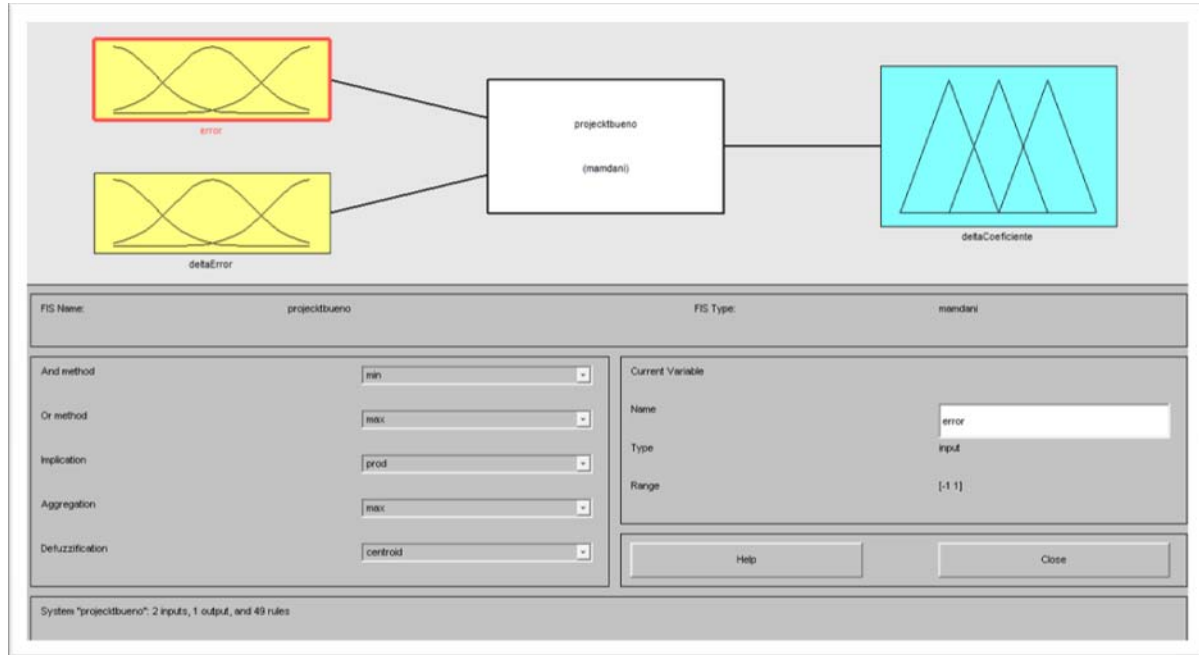 error
deltaError
projecktbueno
(mamdani)
deltaCoeficiente
FIS Name: projecktbueno FIS Type: mamdani
And method min
Or method max
Implication prod
Aggregation max
Defuzzification centroid
Current Variable
Name error
Type input
Range [-1 1]
Help Close
System "projecktbueno": 2 inputs, 1 output, and 49 rules